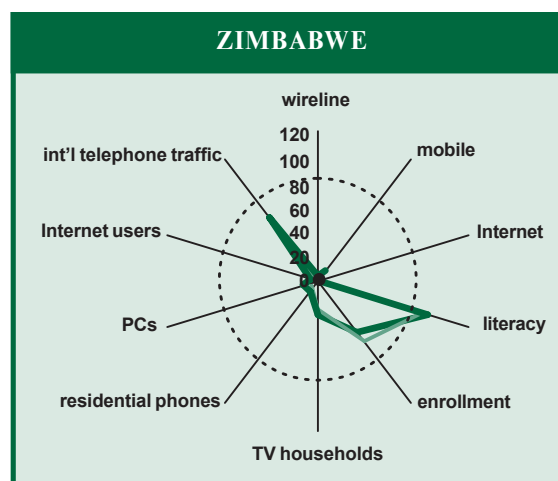 ZIMBABWE
wireline
120
int'l telephone traffic
100
mobile
80
60
Internet users
40
Internet
20
0
PCs
literacy
residential phones
enrollment
TV households